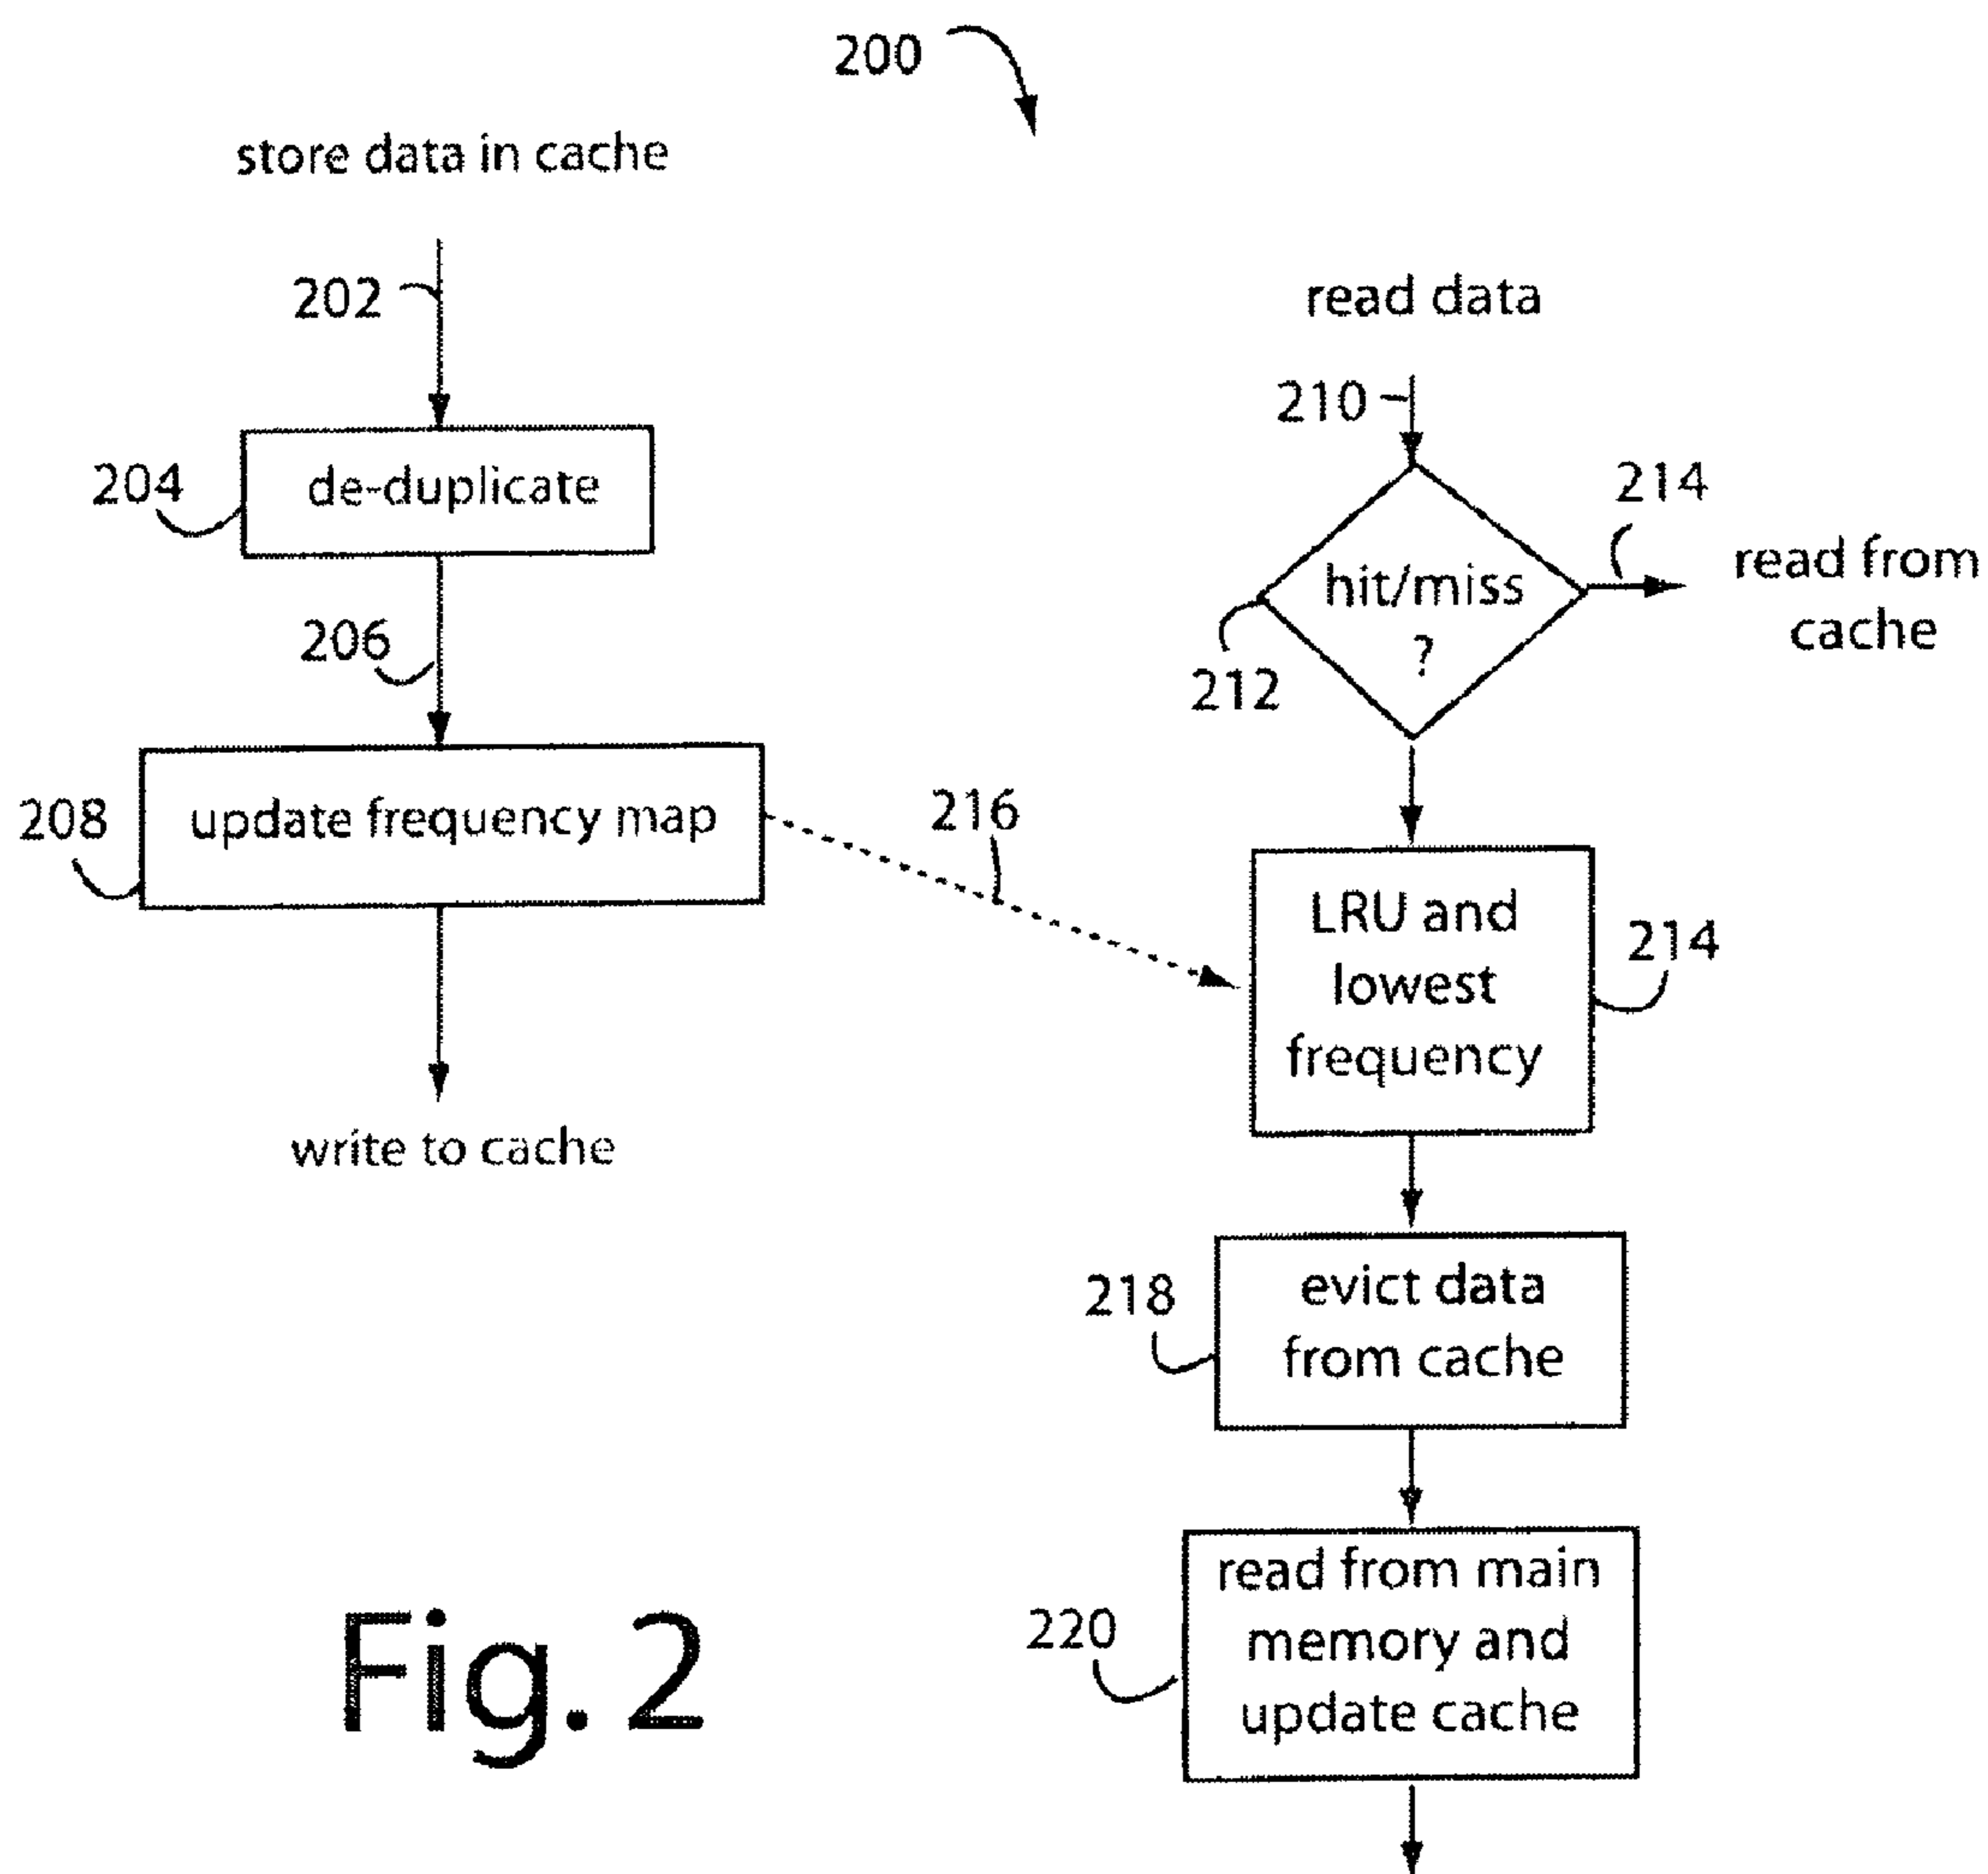 200
store data in cache
202
de-duplicate
204
206
update frequency map
208
write to cache
216
read data
210
hit/miss
?
212
214
read from
cache
LRU and
lowest
frequency
214
evict data
from cache
218
read from main
memory and
update cache
220
Fig. 2